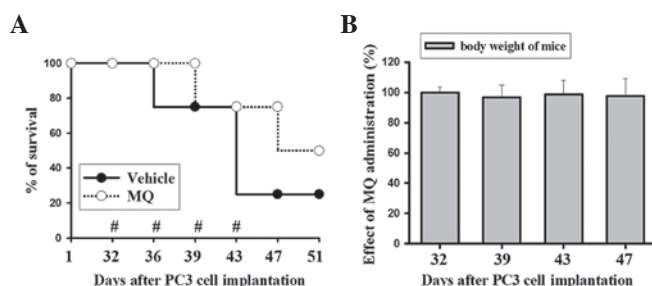 A
% of survival
100
80
60
40
20
0
Vehicle
MQ
# # # #
1 32 36 39 43 47 51
Days after PC3 cell implantation
B
Effect of MQ administration (%)
120
100
80
60
40
20
0
body weight of mice
32 39 43 47
Days after PC3 cell implantation